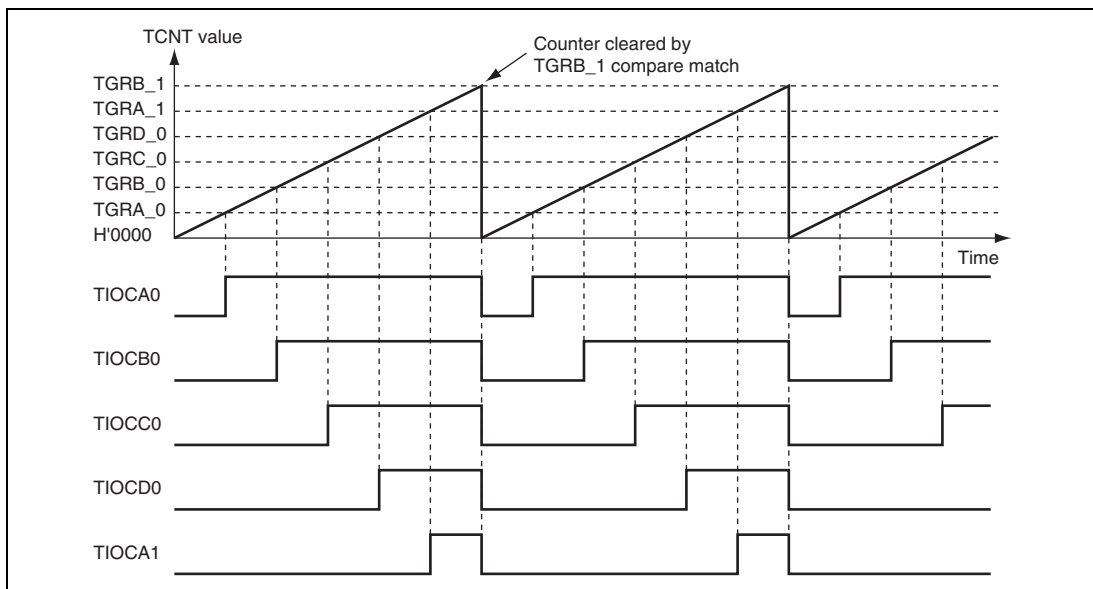 TCNT value
Counter cleared by
TGRB_1 compare match
TGRB_1
TGRA_1
TGRD_0
TGRC_0
TGRB_0
TGRA_0
H'0000
Time
TIOCA0
TIOCB0
TIOCC0
TIOCD0
TIOCA1